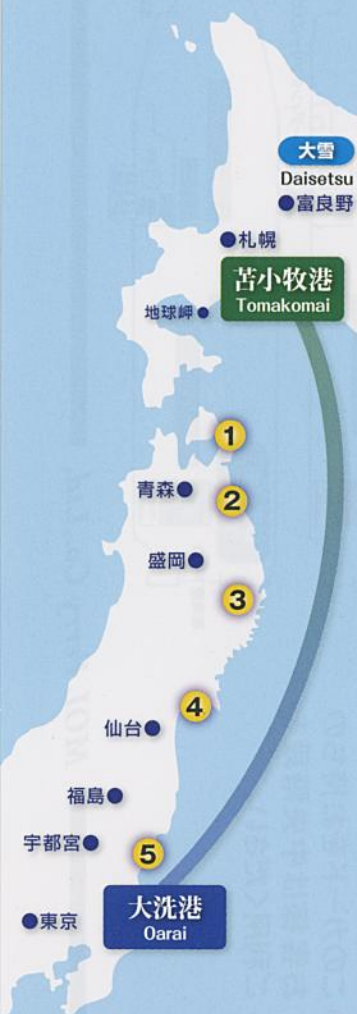 大雪
Daisetsu
富良野
札幌
苫小牧港
Tomakomai
地球岬
1
青森
2
盛岡
3
4
仙台
福島
宇都宮
5
大洗港
Oarai
東京